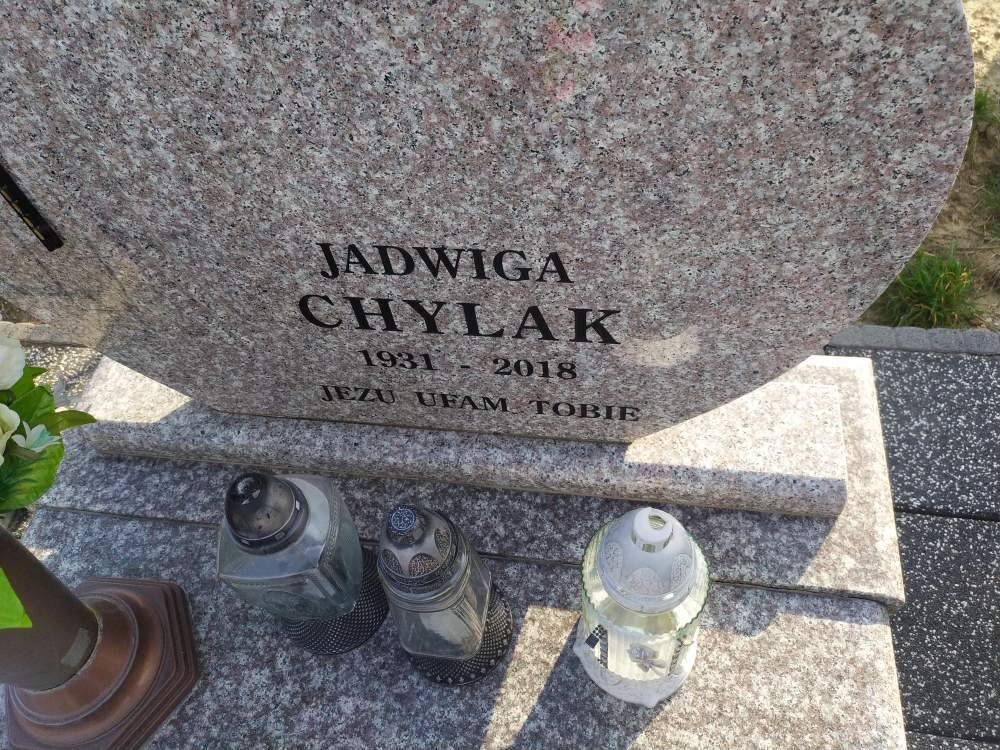 JADWIGA
CHYLAK
1931 - 2018
JEZU UFAM TOBIE